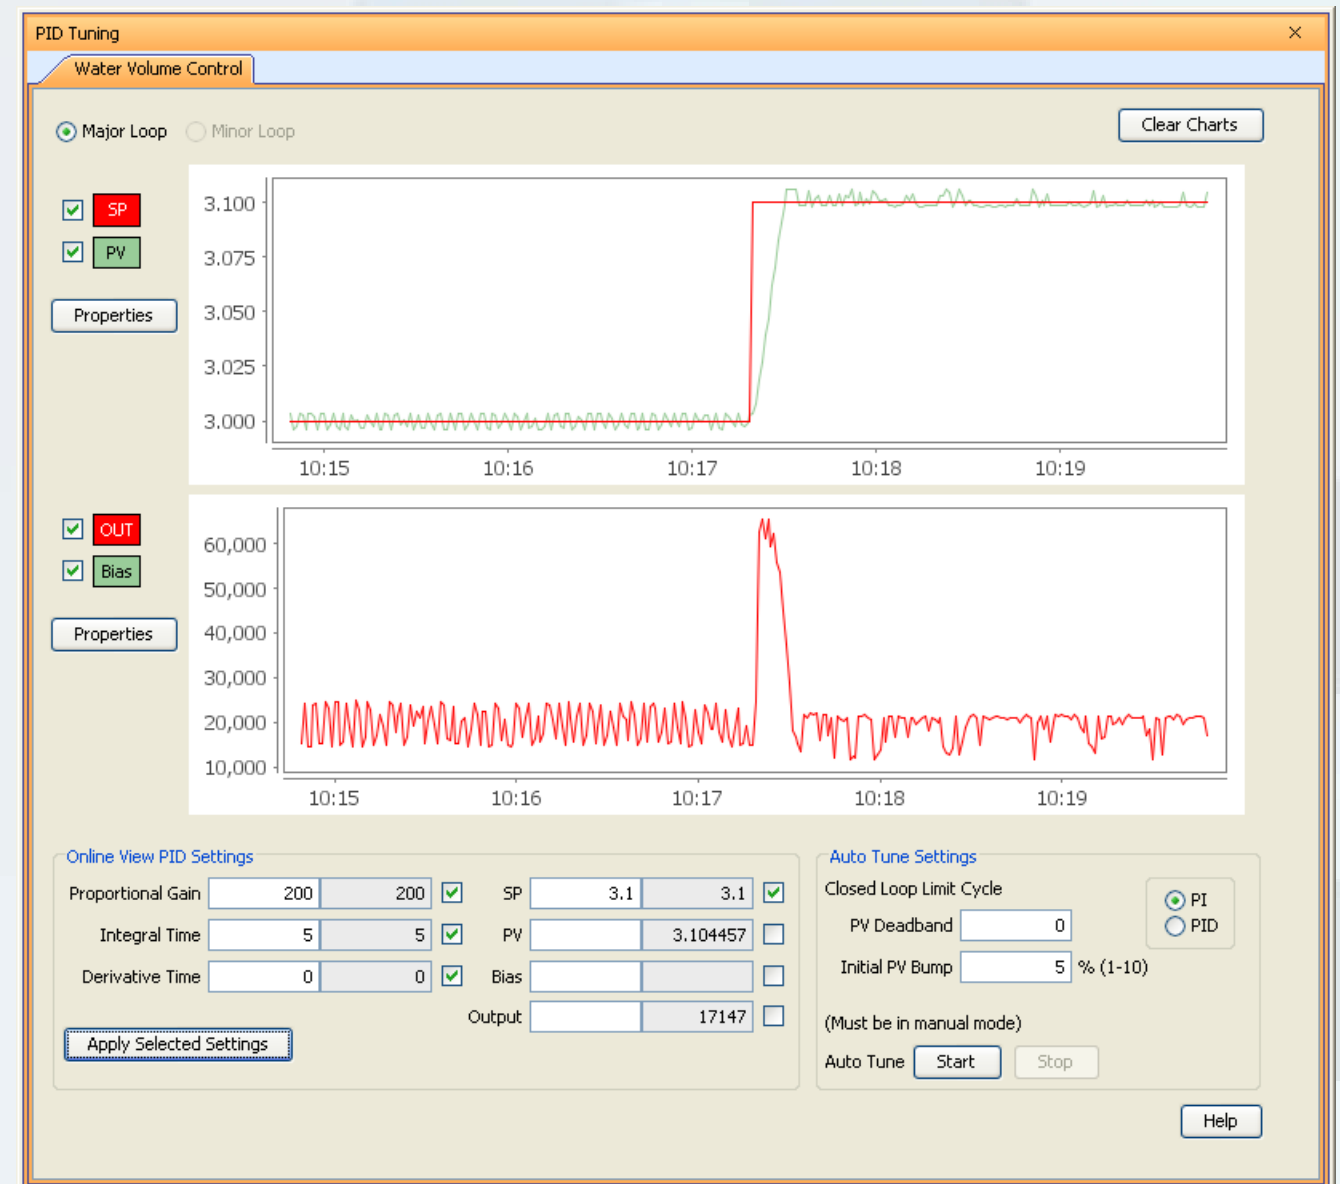 PID Tuning
Water Volume Control
Major Loop Minor Loop Clear Charts
SP
PV
Properties
3.100
3.075
3.050
3.025
3.000
10:15 10:16 10:17 10:18 10:19
OUT
Bias
Properties
60,000
50,000
40,000
30,000
20,000
10,000
10:15 10:16 10:17 10:18 10:19
Online View PID Settings
Proportional Gain 200 200 SP 3.1 3.1
Integral Time 5 5 PV 3.104457
Derivative Time 0 0 Bias
Output 17147
Apply Selected Settings
Auto Tune Settings
Closed Loop Limit Cycle
PI
PV Deadband 0 PID
Initial PV Bump 5 % (1-10)
(Must be in manual mode)
Auto Tune Start Stop
Help